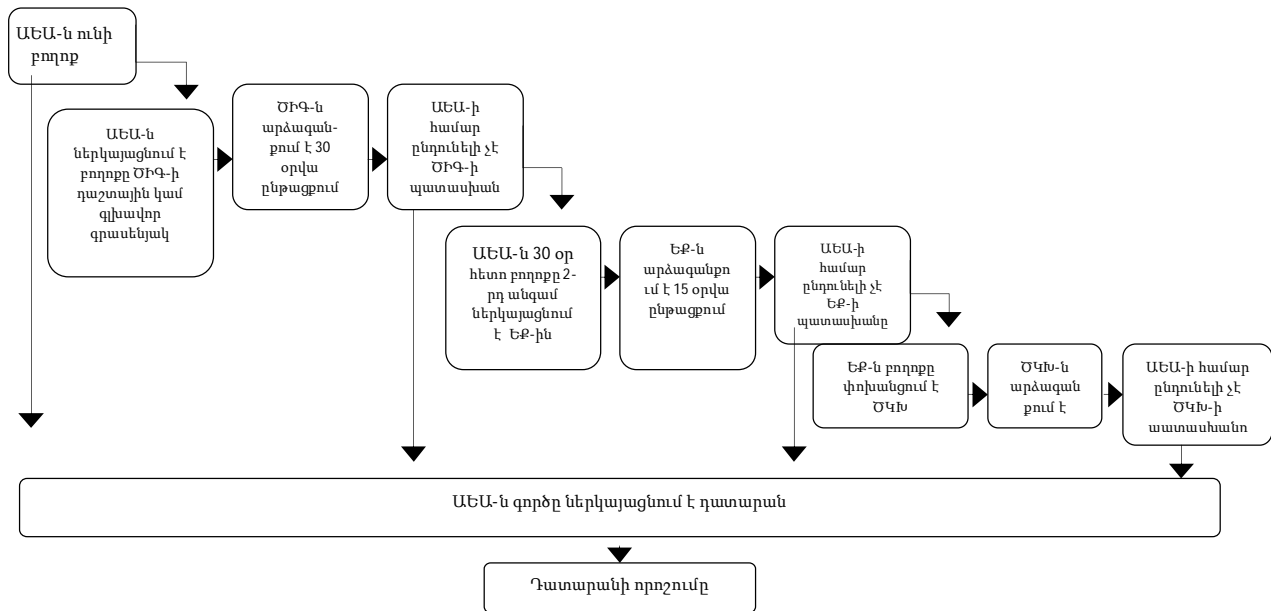 ԱԵԱ-ն ունի
բողոք
ԱԵԱ-ն
ներկայացնում է
բողոքը ԾԻԳ-ի
դաշտային կամ
գլխավոր
գրասենյակ
ԾԻԳ-ն
արձագան-
քում է 30
օրվա
ընթացքում
ԱԵԱ-ի
համար
ընդունելի չէ
ԾԻԳ-ի
պատասխան
ԱԵԱ-ն 30 օր
հետո բողոքը 2-
րդ անգամ
ներկայացնում
է ԵՔ-ին
ԵՔ-ն
արձագանքո
ւմ է 15 օրվա
ընթացքում
ԱԵԱ-ի
համար
ընդունելի չէ
ԵՔ-ի
պատասխանը
ԵՔ-ն բողոքը
փոխանցում է
ԾԿԽ
ԾԿԽ-ն
արձագան
քում է
ԱԵԱ-ի համար
ընդունելի չէ
ԾԿԽ-ի
ԱԵԱ-ն գործը ներկայացնում է դատարան
Դատարանի որոշումը